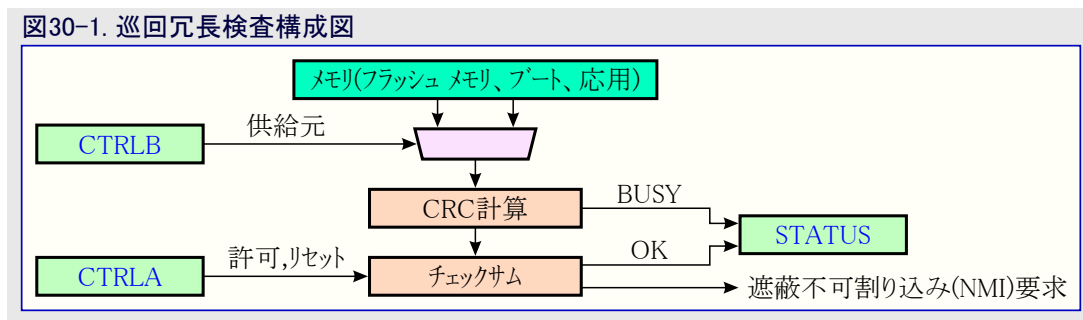 図30-1. 巡回冗長検査構成図
メモリ(フラッシュ メモリ、ブート、応用)
CTRLB
供給元
CRC計算
BUSY
STATUS
OK
CTRLA
許可,リセット
チェックサム
遮蔽不可割り込み(NMI)要求